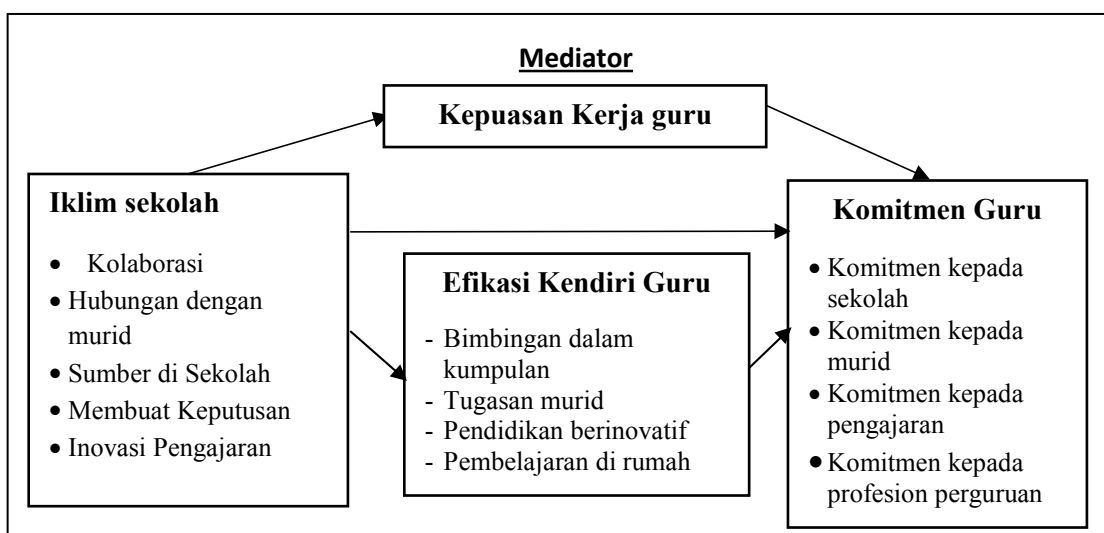 Mediator
Kepuasan Kerja guru
Iklim sekolah
• Kolaborasi
• Hubungan dengan
murid
• Sumber di Sekolah
• Membuat Keputusan
• Inovasi Pengajaran
Efikasi Kendiri Guru
- Bimbingan dalam
kumpulan
- Tugasan murid
- Pendidikan berinovatif
- Pembelajaran di rumah
Komitmen Guru
• Komitmen kepada
sekolah
• Komitmen kepada
murid
• Komitmen kepada
pengajaran
• Komitmen kepada
profesion perguruan